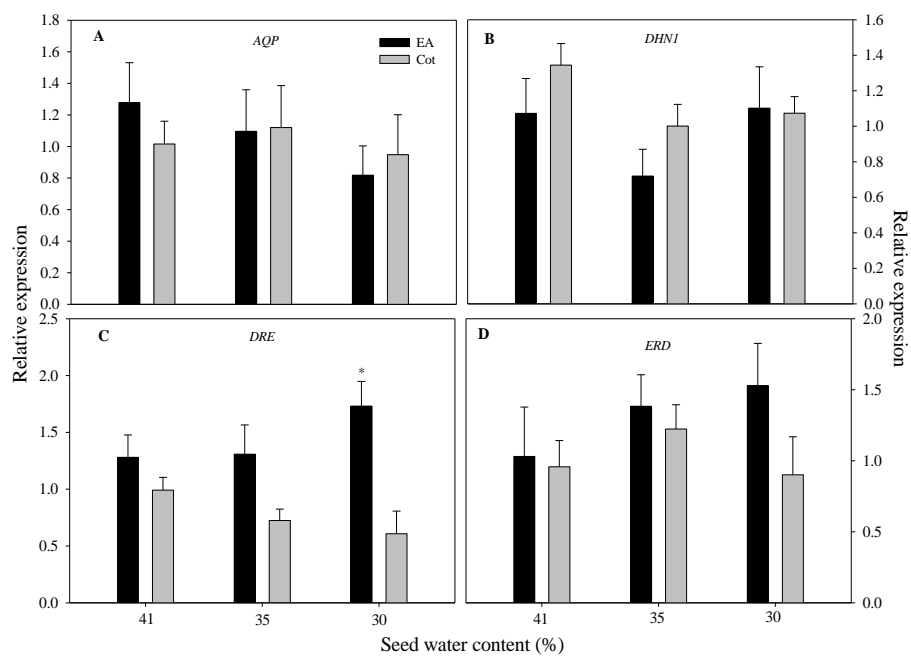 A
AQP
EA
Cot
1.8
1.6
1.4
1.2
1.0
0.8
0.6
0.4
0.2
0.0
B
DHN1
1.6
1.4
1.2
1.0
0.8
0.6
0.4
0.2
0.0
Relative expression
Relative expression
C
DRE
*
2.5
2.0
1.5
1.0
0.5
0.0
41
35
30
D
ERD
2.0
1.5
1.0
0.5
0.0
41
35
30
Seed water content (%)